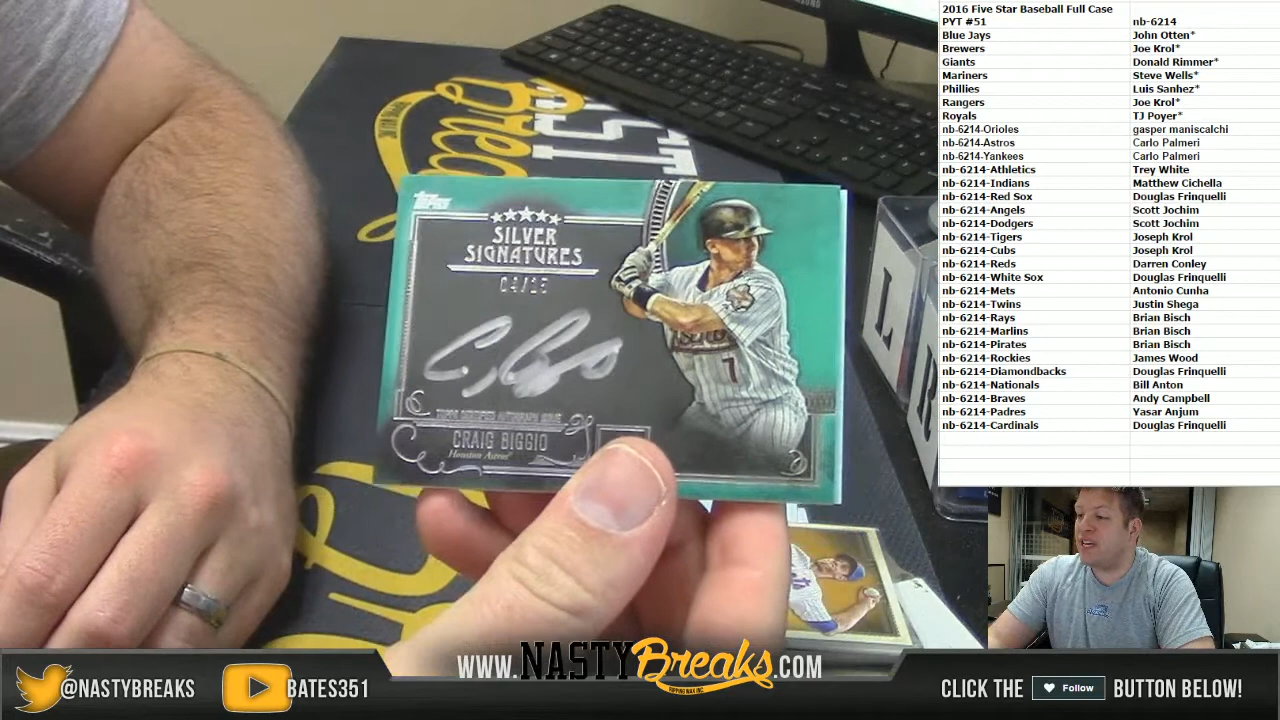 2016 Five Star Baseball Full Case
PYT #51 nb-6214
Blue Jays John Otten*
Brewers Joe Krol*
Giants Donald Rimmer*
Mariners Steve Wells*
Phillies Luis Sanhez*
Rangers Joe Krol*
Royals TJ Poyer*
nb-6214-Orioles gasper maniscalchi
nb-6214-Astros Carlo Palmeri
nb-6214-Yankees Carlo Palmeri
nb-6214-Athletics Trey White
nb-6214-Indians Matthew Cichella
nb-6214-Red Sox Douglas Frinquelli
nb-6214-Angels Scott Jochim
nb-6214-Dodgers Scott Jochim
nb-6214-Tigers Joseph Krol
nb-6214-Cubs Joseph Krol
nb-6214-Reds Darren Conley
nb-6214-White Sox Douglas Frinquelli
nb-6214-Mets Antonio Cunha
nb-6214-Twins Justin Shega
nb-6214-Rays Brian Bisch
nb-6214-Marlins Brian Bisch
nb-6214-Pirates Brian Bisch
nb-6214-Rockies James Wood
nb-6214-Diamondbacks Douglas Frinquelli
nb-6214-Nationals Bill Anton
nb-6214-Braves Andy Campbell
nb-6214-Padres Yasar Anjum
nb-6214-Cardinals Douglas Frinquelli
Topps
SILVER
SIGNATURES
7
TOPPS CERTIFIED AUTOGRAPH ISSUE
CRAIG BIGGIO
Houston Astros
L
R
@NASTYBREAKS
BATES351
WWW.NASTYBreaks.COM
RIPPING WAX INC
CLICK THE Follow BUTTON BELOW!